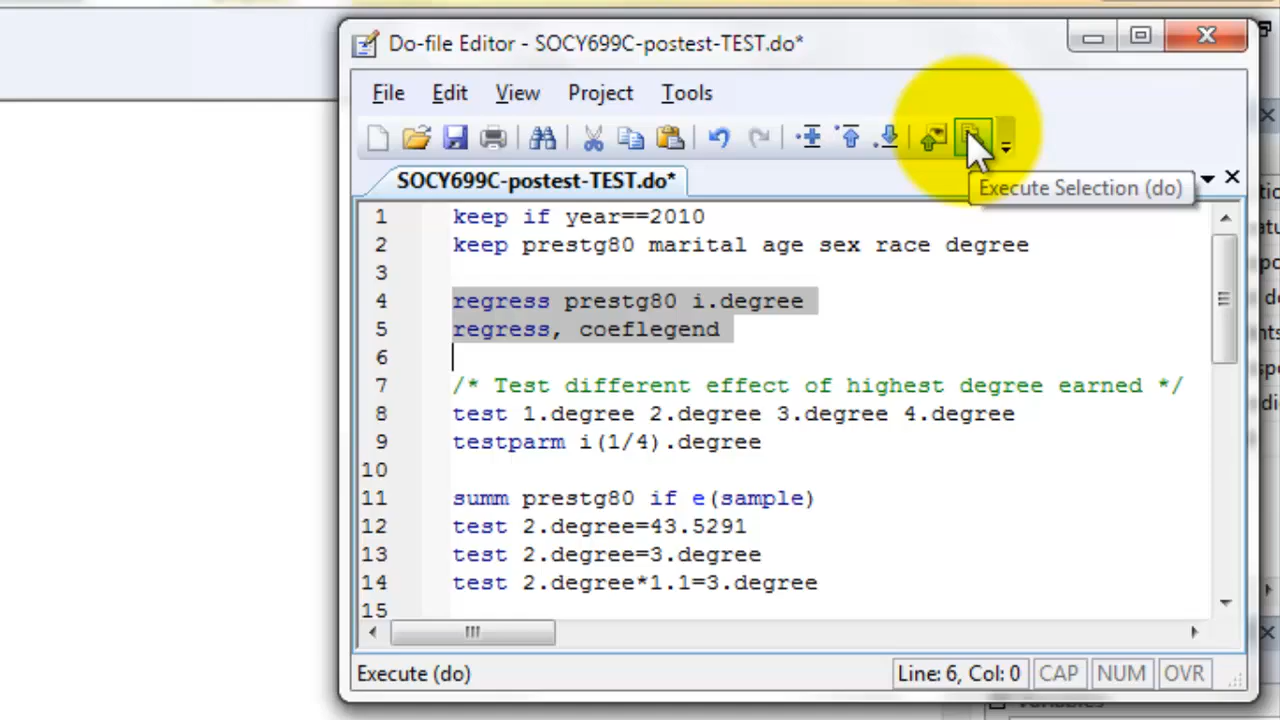 Do-file Editor - SOCY699C-postest-TEST.do*
File Edit View Project Tools
SOCY699C-postest-TEST.do*
Execute Selection (do)
1 keep if year==2010
2 keep prestg80 marital age sex race degree
3
4 regress prestg80 i.degree
5 regress, coeflegend
6
7 /* Test different effect of highest degree earned */
8 test 1.degree 2.degree 3.degree 4.degree
9 testparm i(1/4).degree
10
11 summ prestg80 if e(sample)
12 test 2.degree=43.5291
13 test 2.degree=3.degree
14 test 2.degree*1.1=3.degree
15
Execute (do) Line: 6, Col: 0 CAP NUM OVR